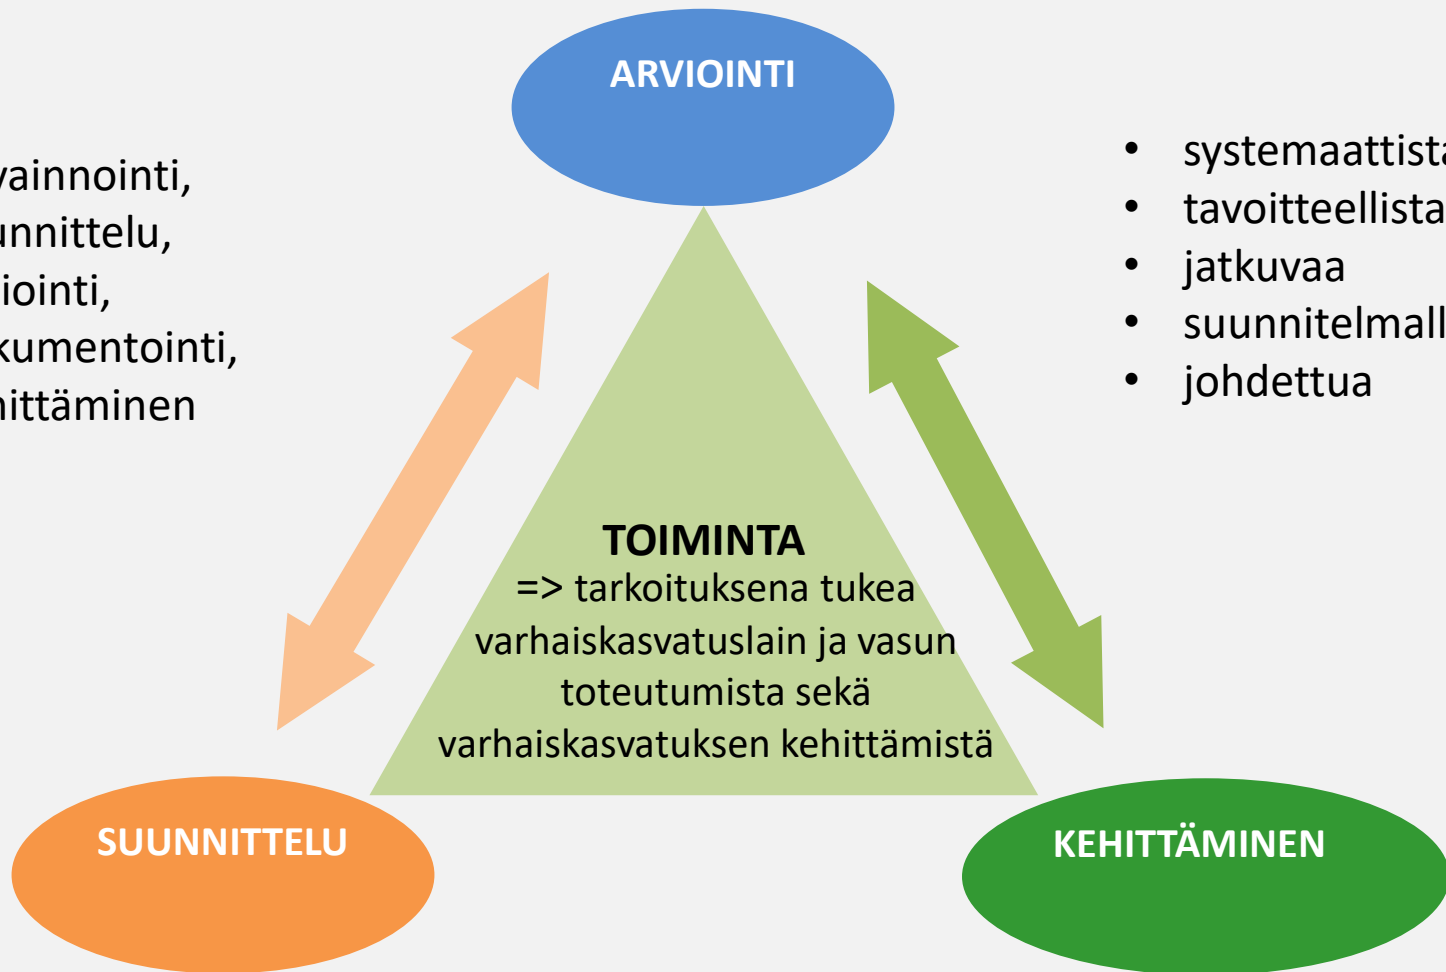 ARVIOINTI
vainnointi,
unnittelu,
iointi,
kumentointi,
hittäminen
• systemaattista
• tavoitteellista
• jatkuvaa
• suunnitelmall
• johdettua
TOIMINTA
=> tarkoituksena tukea
varhaiskasvatuslain ja vasun
toteutumista sekä
varhaiskasvatuksen kehittämistä
SUUNNITTELU
KEHITTÄMINEN